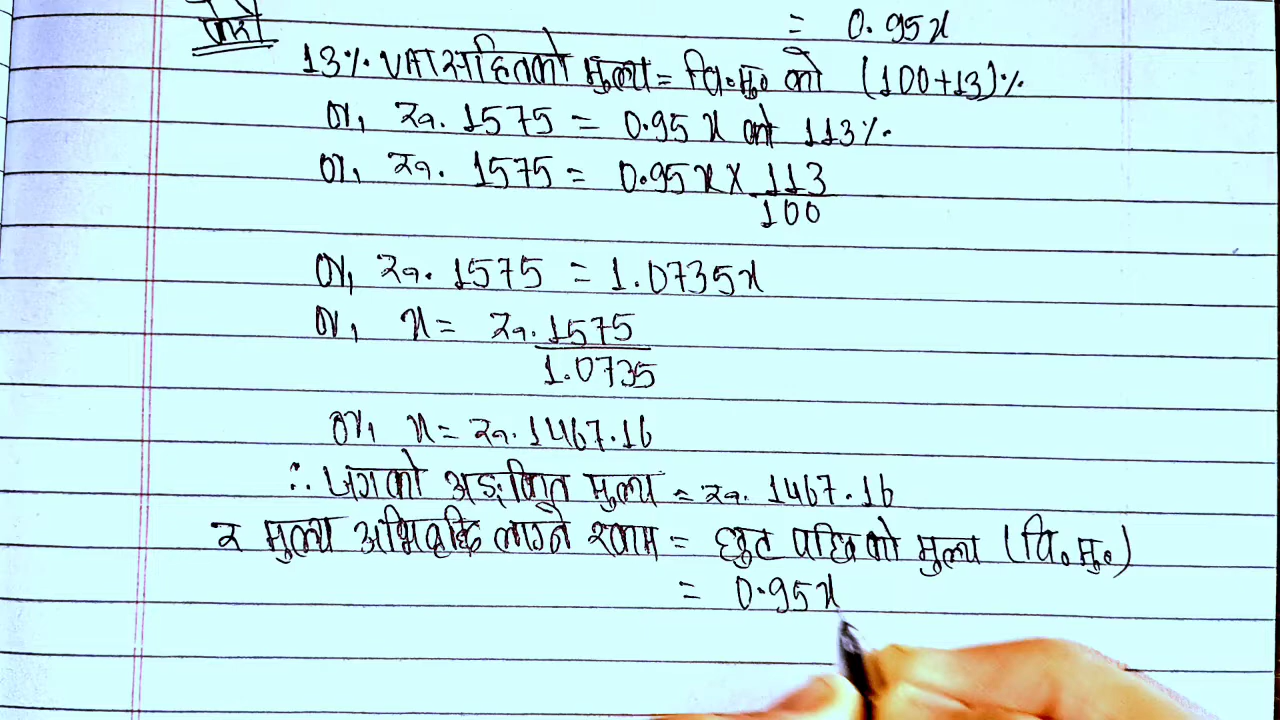 = 0.95x
फेरी
13% VAT सहितको मुल्य = वि.मु. को (100+13)%
or, रु. 1575 = 0.95x को 113%
or, रु. 1575 = 0.95x × 113/100
or, रु. 1575 = 1.0735x
or, x = रु. 1575/1.0735
or, x = रु. 1467.16
∴ जगको अङ्कित मुल्य = रु. 1467.16
र मुल्य अभिवृद्धि लाग्ने रकम = छुट पछिको मुल्य (वि.मु.)
= 0.95x